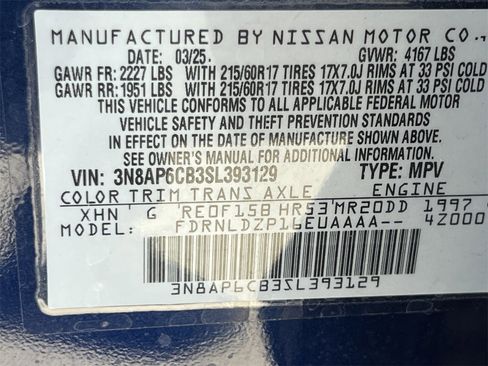 MANUFACTURED BY NISSAN MOTOR CO.,
DATE: 03/25. GVWR: 4167 LBS
GAWR FR: 2227 LBS WITH 215/60R17 TIRES 17X7.0J RIMS AT 33 PSI COLD
GAWR RR: 1951 LBS WITH 215/60R17 TIRES 17X7.0J RIMS AT 33 PSI COLD
THIS VEHICLE CONFORMS TO ALL APPLICABLE FEDERAL MOTOR
VEHICLE SAFETY AND THEFT PREVENTION STANDARDS
IN EFFECT ON THE DATE OF MANUFACTURE SHOWN ABOVE.
SEE OWNER'S MANUAL FOR ADDITIONAL INFORMATION
VIN: 3N8AP6CB3SL393129 TYPE: MPV
COLOR TRIM TRANS AXLE ENGINE
XHN G RE0F15B HR53MR20DD 1997
MODEL: FDRNLDZP16EUAAAA-- 4Z000
3N8AP6CB3SL393129